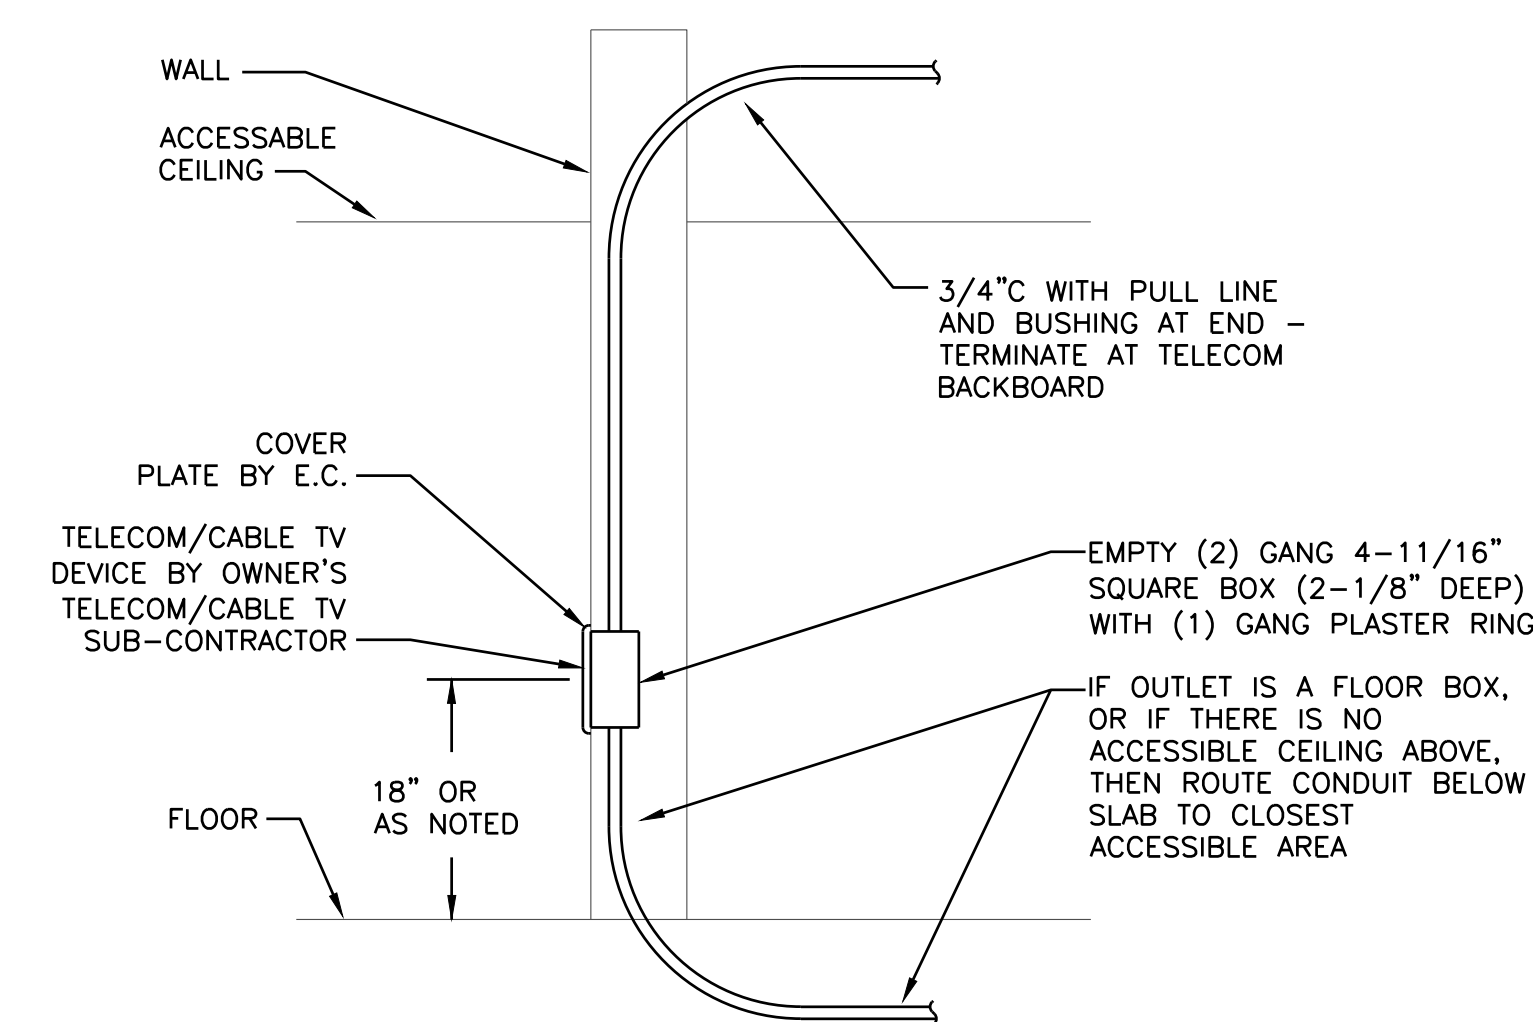 WALL
ACCESSABLE
CEILING
3/4"C WITH PULL LINE
AND BUSHING AT END –
TERMINATE AT TELECOM
BACKBOARD
COVER
PLATE BY E.C.
TELECOM/CABLE TV
DEVICE BY OWNER'S
TELECOM/CABLE TV
SUB-CONTRACTOR
EMPTY (2) GANG 4-11/16"
SQUARE BOX (2-1/8" DEEP)
WITH (1) GANG PLASTER RING
IF OUTLET IS A FLOOR BOX,
OR IF THERE IS NO
ACCESSIBLE CEILING ABOVE,
THEN ROUTE CONDUIT BELOW
SLAB TO CLOSEST
ACCESSIBLE AREA
18" OR
AS NOTED
FLOOR